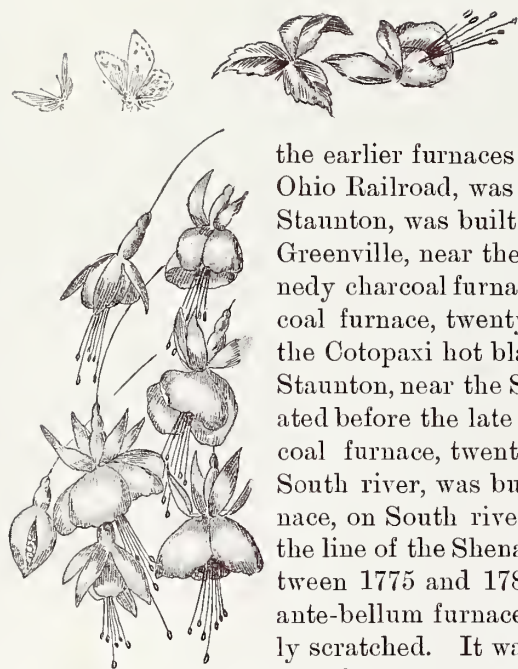 the earlier furnaces
Ohio Railroad, was
Staunton, was built
Greenville, near the
nedy charcoal furna
coal furnace, twenty
the Cotopaxi hot bla
Staunton, near the S
ated before the late
coal furnace, twent
South river, was bu
nace, on South rive
the line of the Shena
tween 1775 and 178
ante-bellum furnace
ly scratched. It wa